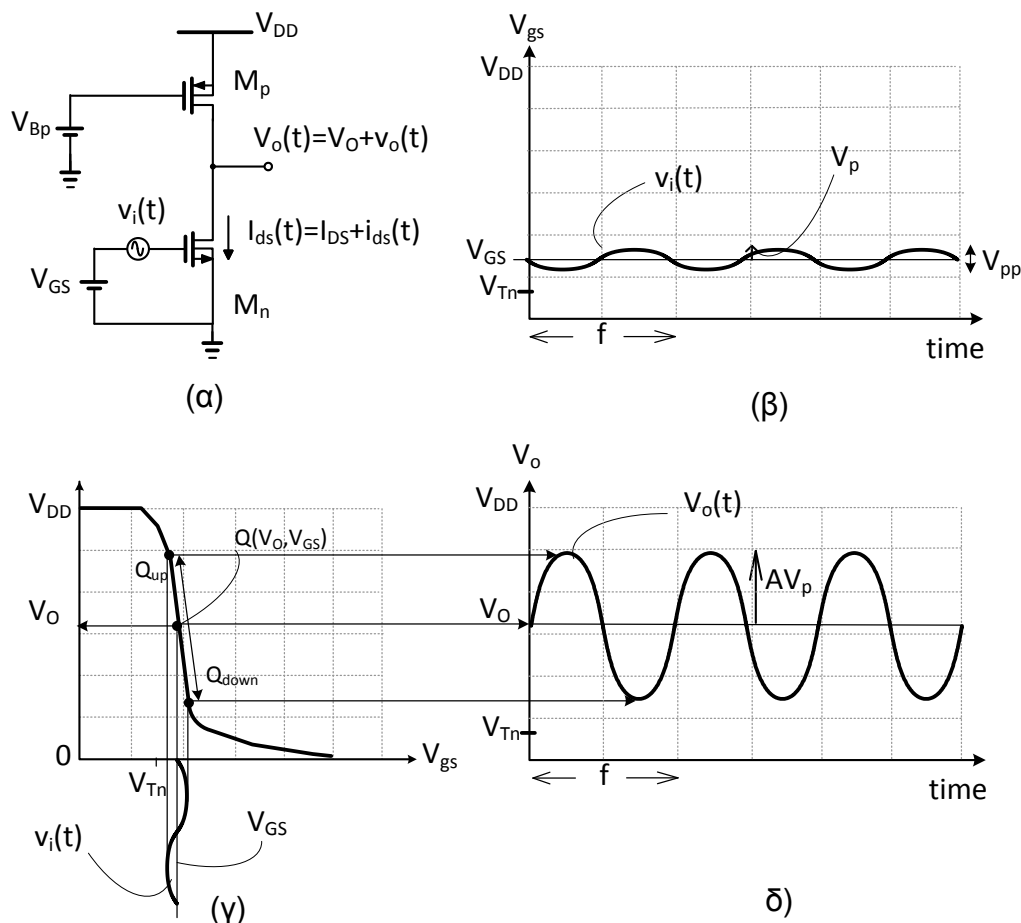 V_DD
M_p
V_Bp
V_o(t)=V_O+v_o(t)
v_i(t)
I_ds(t)=I_DS+i_ds(t)
V_GS
M_n
(α)
V_gs
V_DD
V_p
v_i(t)
V_GS
V_pp
V_Tn
f
time
(β)
V_DD
Q(V_O,V_GS)
Q_up
V_O
Q_down
0
V_gs
V_Tn
V_GS
v_i(t)
(γ)
V_o
V_DD
V_o(t)
AV_p
V_O
V_Tn
f
time
δ)